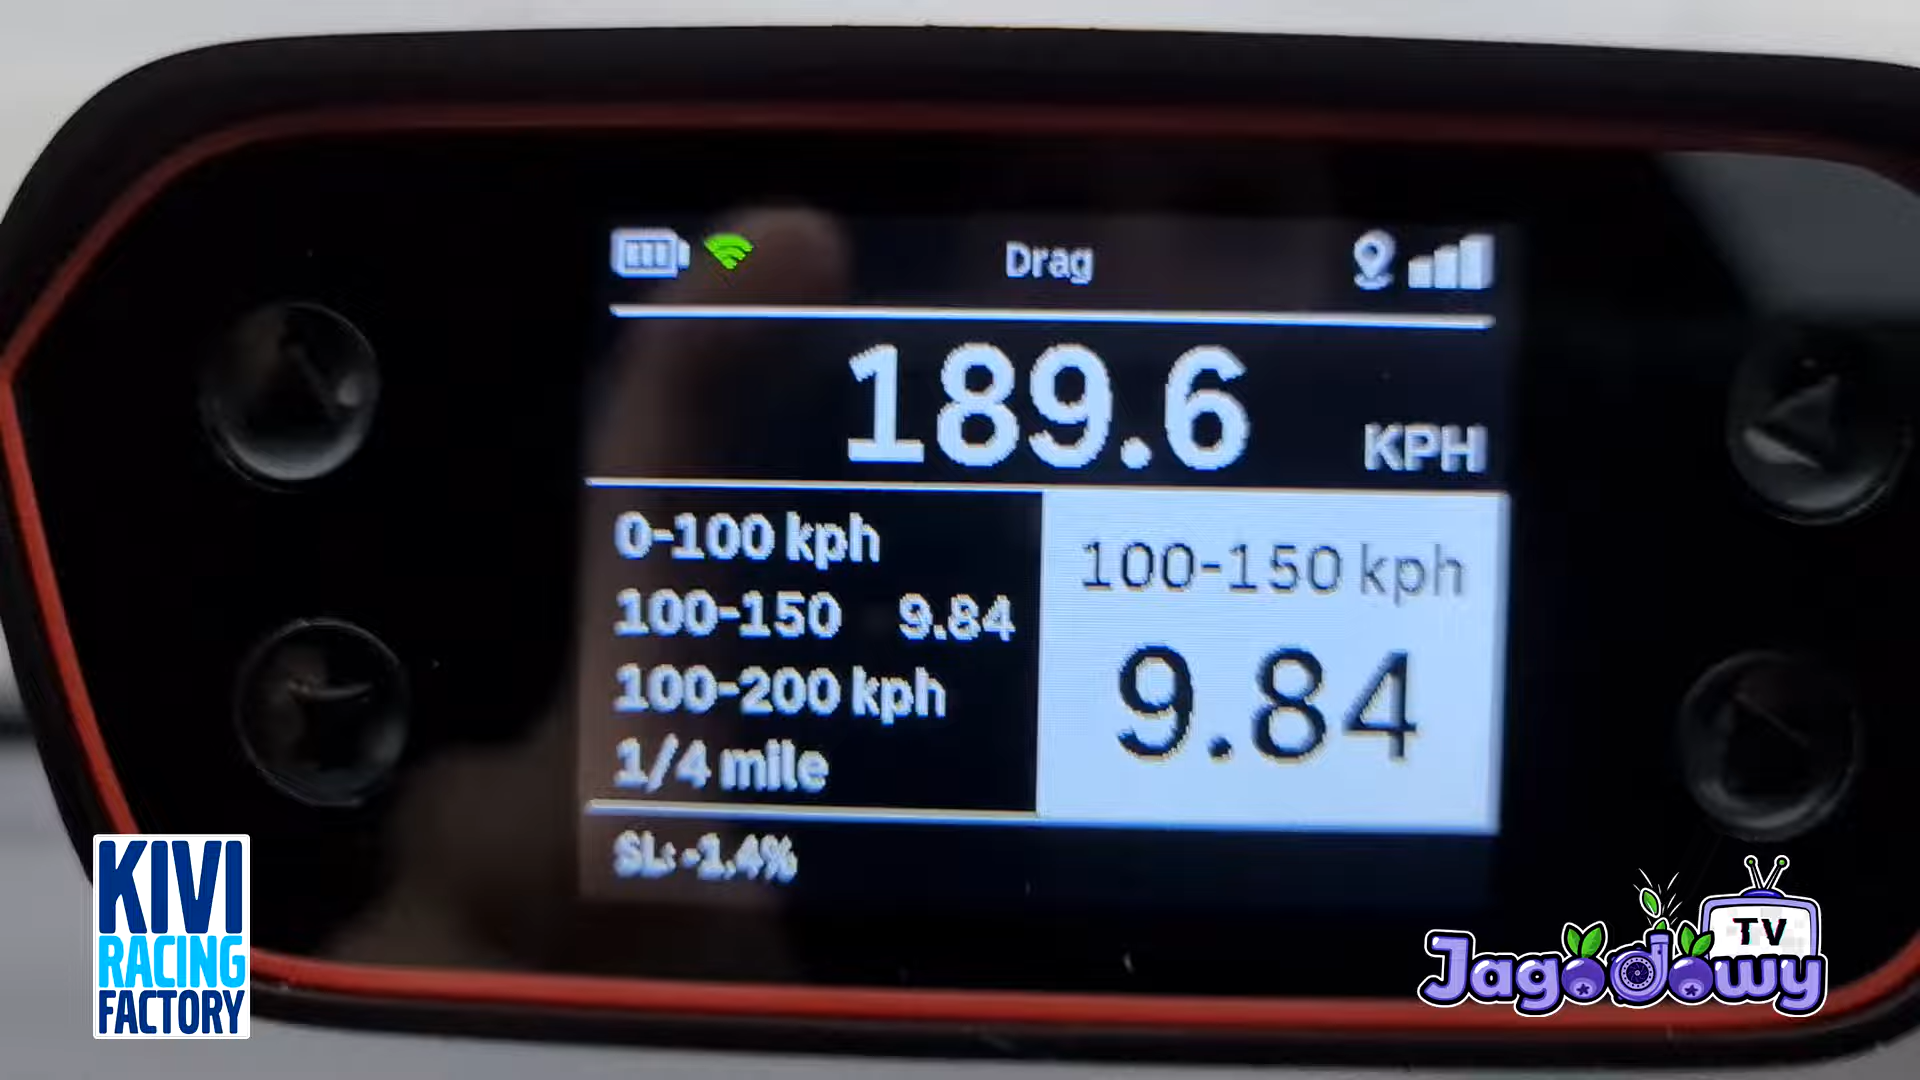 Drag
189.6 KPH
0-100 kph
100-150 9.84
100-200 kph
1/4 mile
100-150 kph
9.84
SL: -1.4%
KIVI
RACING
FACTORY
TV
Jagodowy